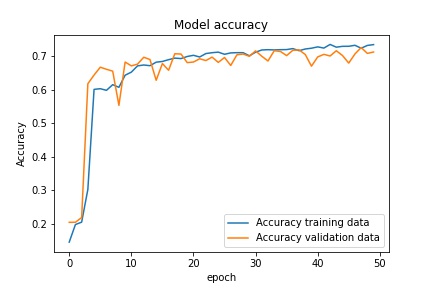 Model accuracy
0.7
0.6
0.5
0.4
0.3
0.2
Accuracy
Accuracy training data
Accuracy validation data
0 10 20 30 40 50
epoch